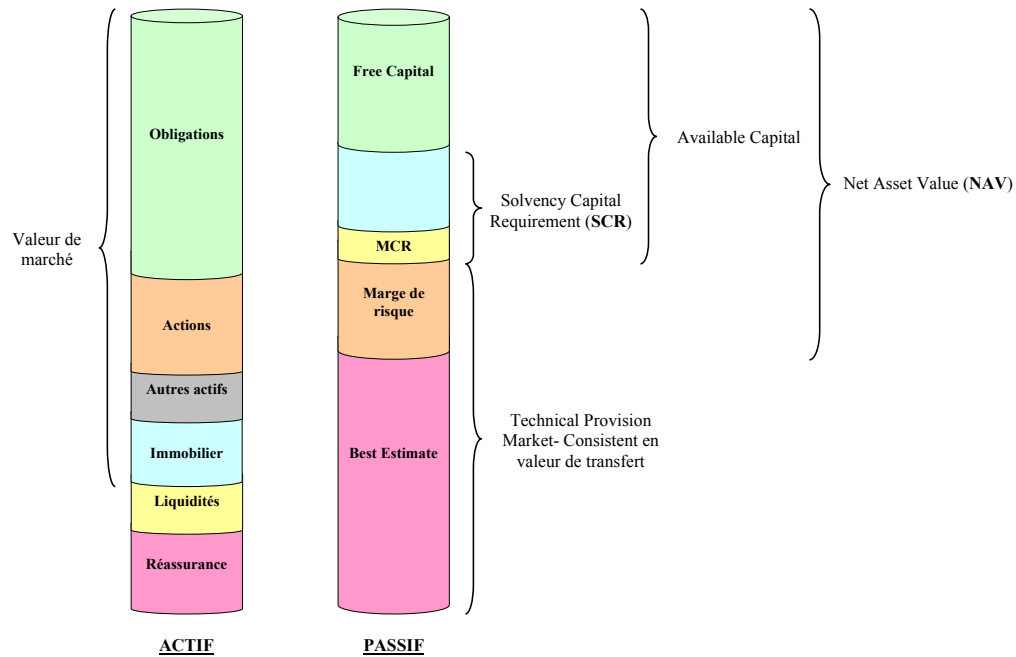 Valeur de
marché
Obligations
Actions
Autres actifs
Immobilier
Liquidités
Réassurance
ACTIF
Free Capital
MCR
Marge de
risque
Best Estimate
PASSIF
Solvency Capital
Requirement (SCR)
Technical Provision
Market- Consistent en
valeur de transfert
Available Capital
Net Asset Value (NAV)